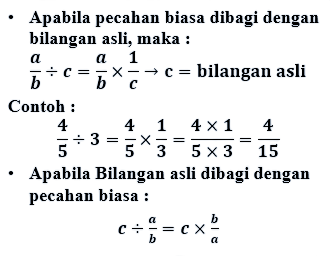 • Apabila pecahan biasa dibagi dengan
bilangan asli, maka :
a/b ÷ c = a/b × 1/c → c = bilangan asli
Contoh :
4/5 ÷ 3 = 4/5 × 1/3 = (4 × 1)/(5 × 3) = 4/15
• Apabila Bilangan asli dibagi dengan
pecahan biasa :
c ÷ a/b = c × b/a